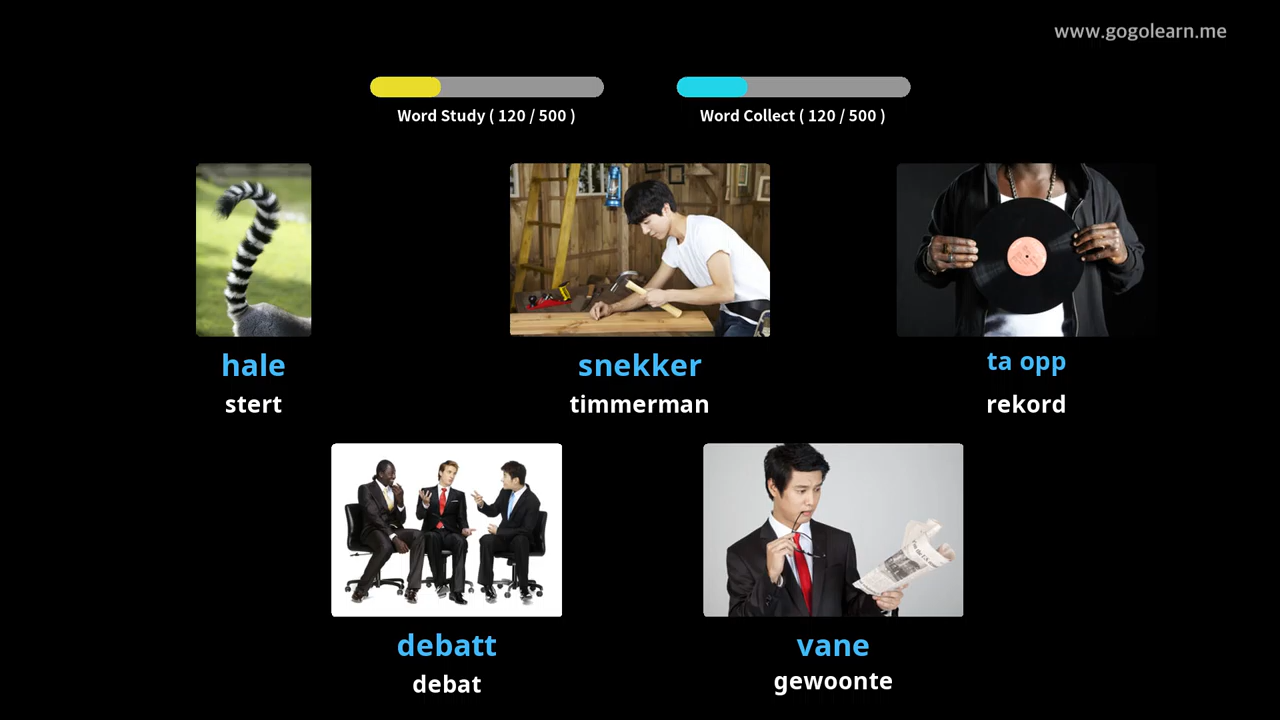 www.gogolearn.me
Word Study ( 120 / 500 )
Word Collect ( 120 / 500 )
hale
stert
snekker
timmerman
ta opp
rekord
debatt
debat
vane
gewoonte